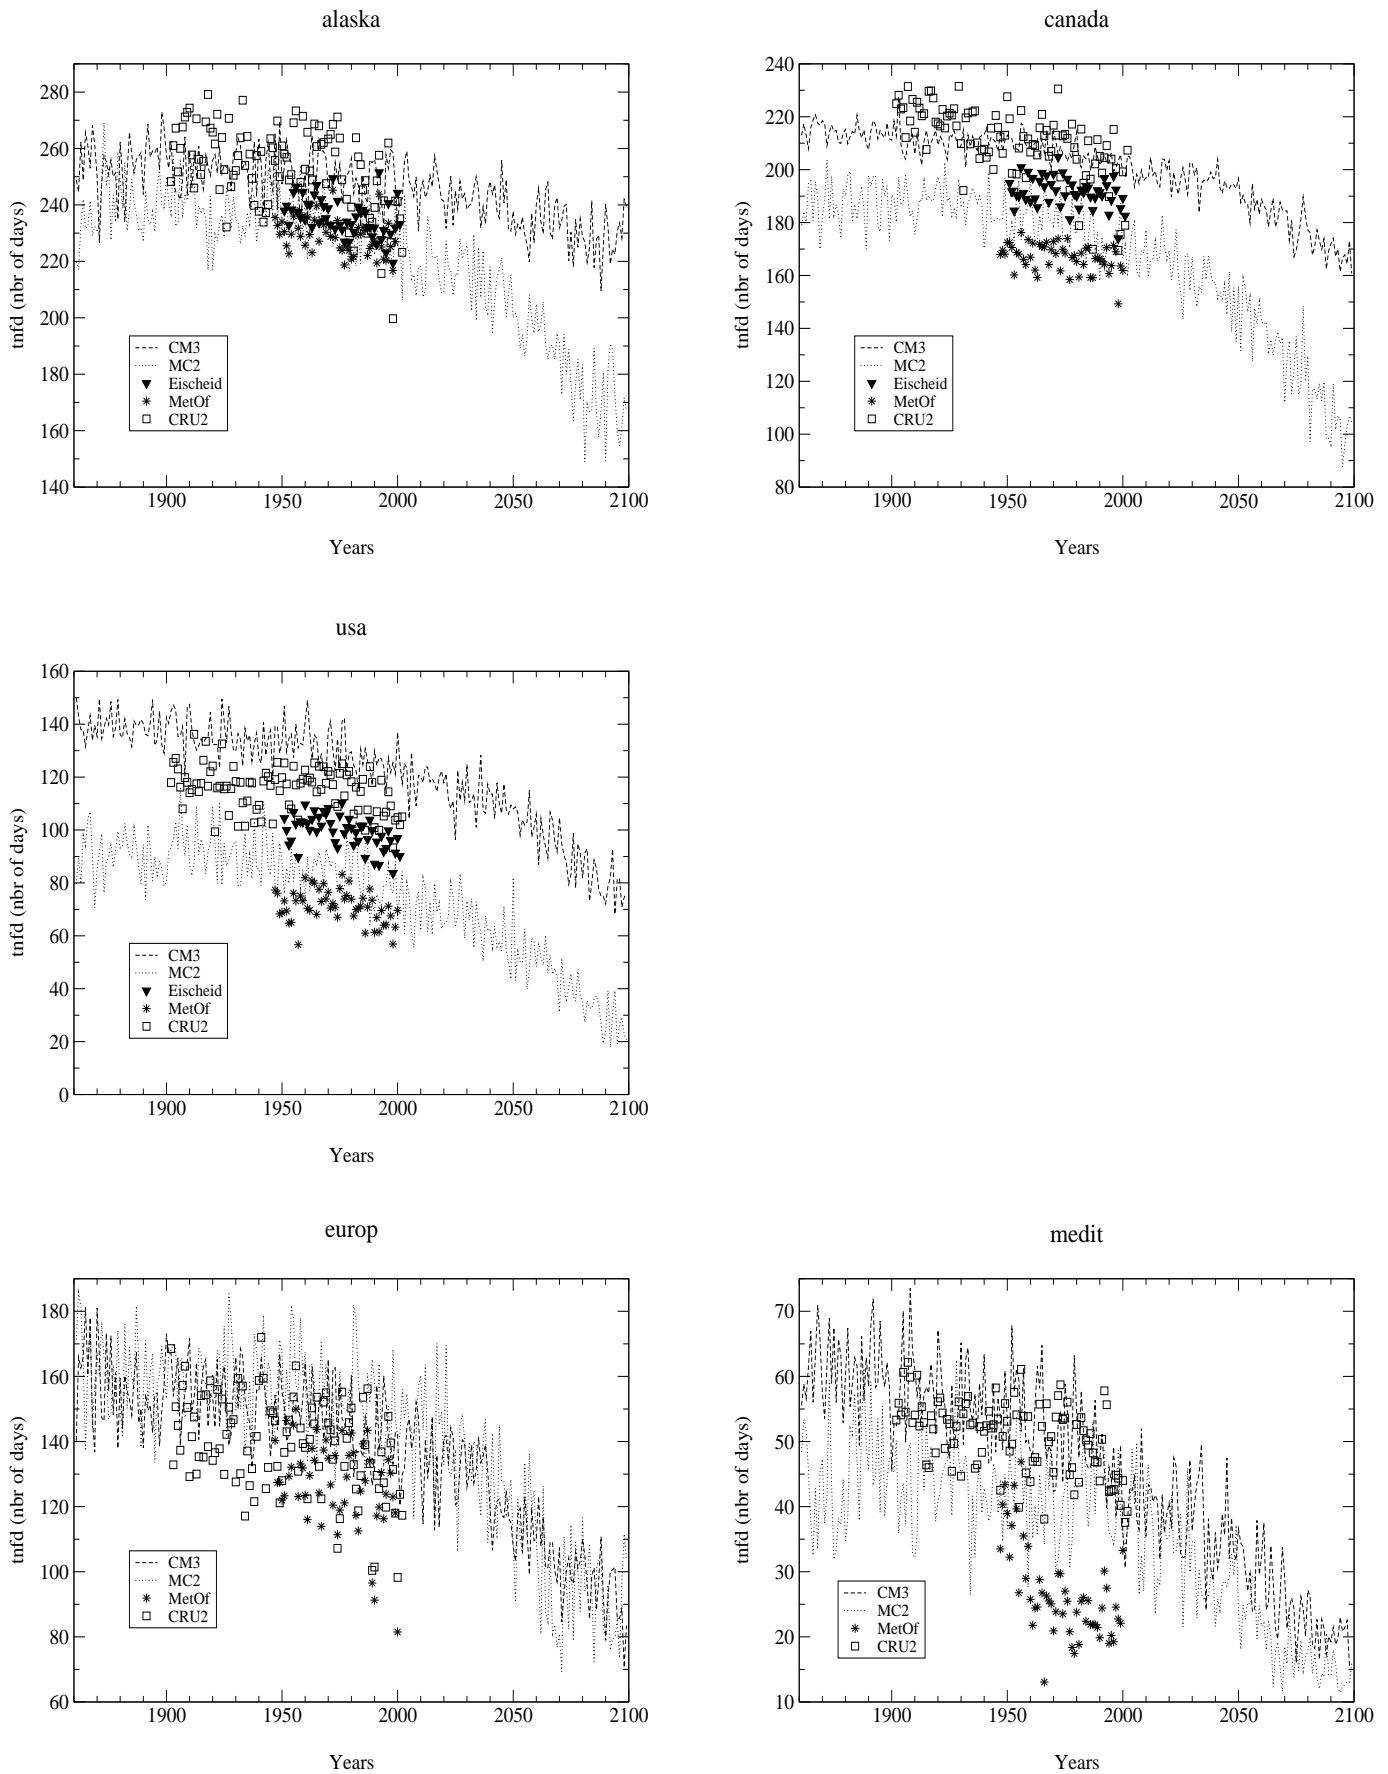 alaska
280
260
240
220
200
180
160
140
tnfd (nbr of days)
CM3
MC2
Eischeid
MetOf
CRU2
1900 1950 2000 2050 2100
Years
canada
240
220
200
180
160
140
120
100
80
tnfd (nbr of days)
CM3
MC2
Eischeid
MetOf
CRU2
1900 1950 2000 2050 2100
Years
usa
160
140
120
100
80
60
40
20
0
tnfd (nbr of days)
CM3
MC2
Eischeid
MetOf
CRU2
1900 1950 2000 2050 2100
Years
europ
180
160
140
120
100
80
60
tnfd (nbr of days)
CM3
MC2
MetOf
CRU2
1900 1950 2000 2050 2100
Years
medit
70
60
50
40
30
20
10
tnfd (nbr of days)
CM3
MC2
MetOf
CRU2
1900 1950 2000 2050 2100
Years